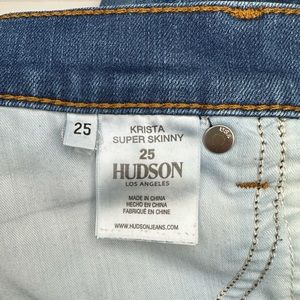 25
KRISTA
SUPER SKINNY
25
HUDSON
LOS ANGELES
MADE IN CHINA
HECHO EN CHINA
FABRIQUÉ EN CHINE
WWW.HUDSONJEANS.COM